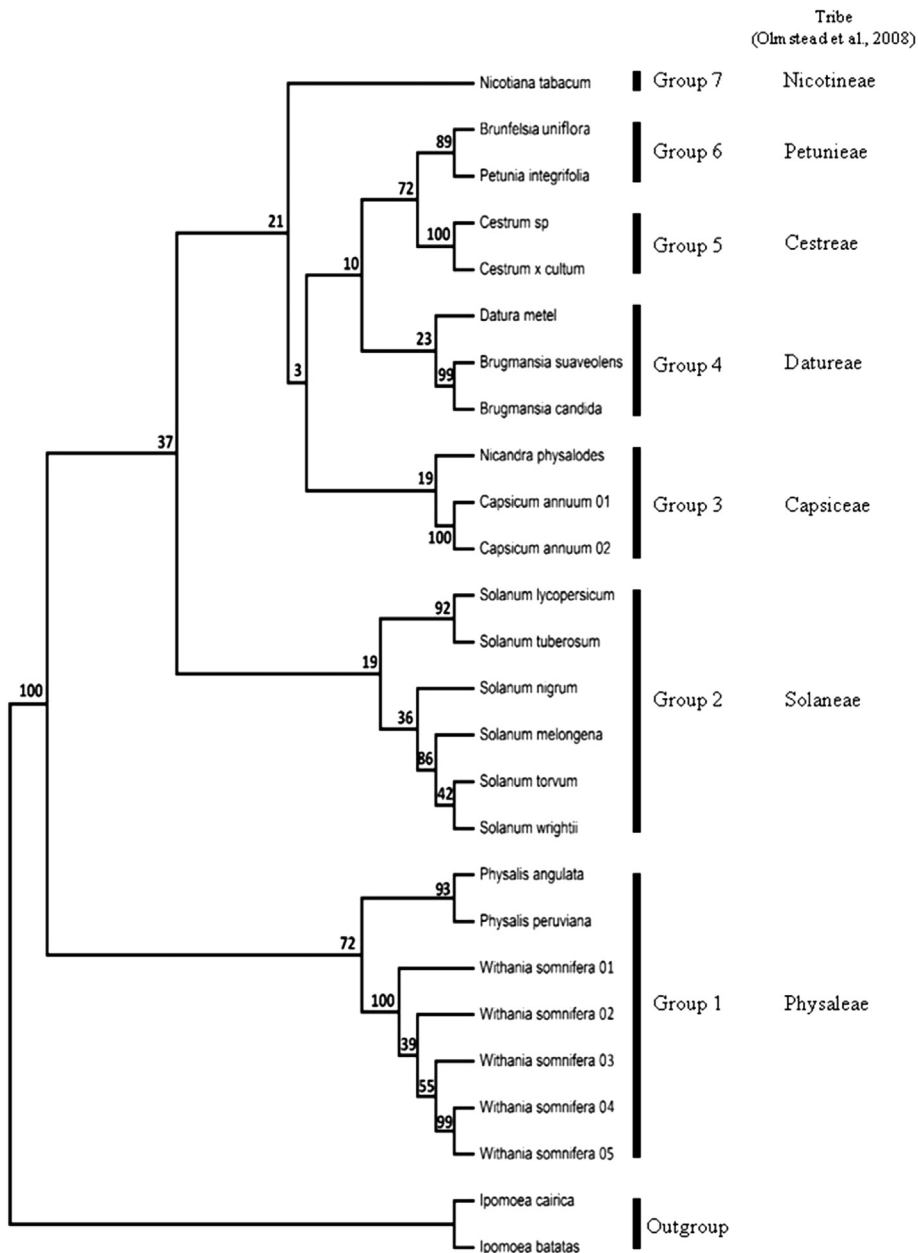 Tribe
(Olmstead et al., 2008)
Nicotiana tabacum Group 7 Nicotineae
Brunfelsia uniflora
89 Group 6 Petunieae
Petunia integrifolia
72
Cestrum sp
21
100 Group 5 Cestreae
10
Cestrum x cultum
Datura metel
23
Brugmansia suaveolens Group 4 Datureae
3
99
Brugmansia candida
37
Nicandra physalodes
19
Capsicum annuum 01 Group 3 Capsiceae
100
Capsicum annuum 02
Solanum lycopersicum
92
Solanum tuberosum
19
Solanum nigrum
100
Group 2 Solaneae
36
Solanum melongena
86
Solanum torvum
42
Solanum wrightii
Physalis angulata
93
Physalis peruviana
72
Withania somnifera 01
100
Group 1 Physaleae
Withania somnifera 02
39
Withania somnifera 03
55
Withania somnifera 04
99
Withania somnifera 05
Ipomoea cairica
Outgroup
Ipomoea batatas